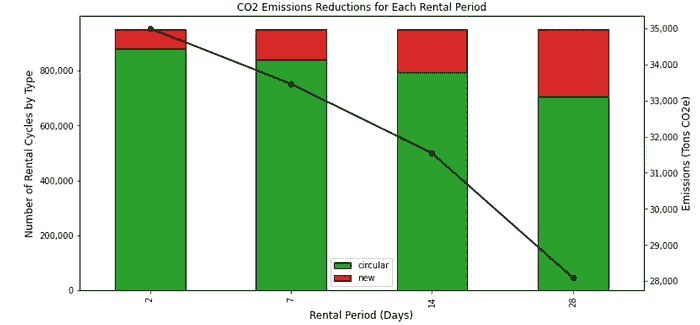 CO2 Emissions Reductions for Each Rental Period
Number of Rental Cycles by Type
800,000
600,000
400,000
200,000
0
35,000
34,000
33,000
32,000
31,000
30,000
29,000
28,000
Emissions (Tons CO2e)
circular
new
2
7
14
28
Rental Period (Days)